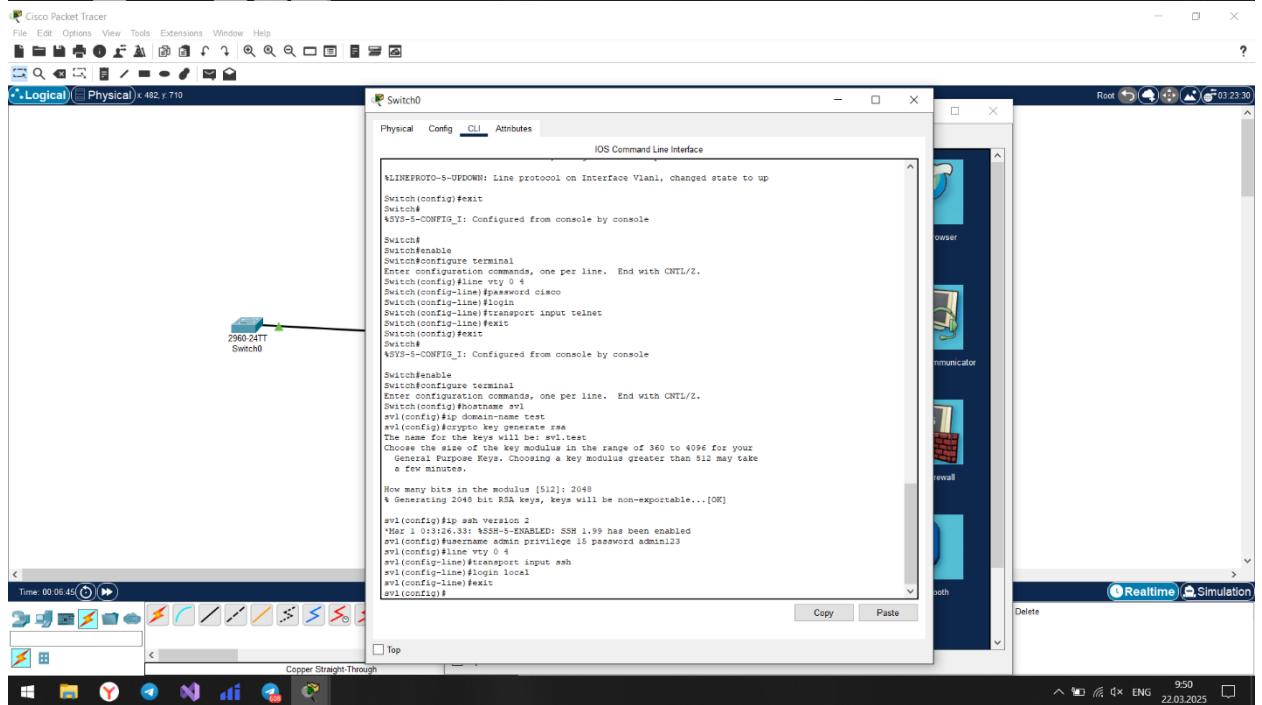 Cisco Packet Tracer
File Edit Options View Tools Extensions Window Help
?
Logical Physical x: 482, y: 710
Root 03:23:30
Switch0
Physical Config CLI Attributes
IOS Command Line Interface
%LINEPROTO-5-UPDOWN: Line protocol on Interface Vlan1, changed state to up
Switch(config)#exit
Switch#
%SYS-5-CONFIG_I: Configured from console by console
Switch#
Switch#enable
Switch#configure terminal
Enter configuration commands, one per line. End with CNTL/Z.
Switch(config)#line vty 0 4
Switch(config-line)#password cisco
Switch(config-line)#login
Switch(config-line)#transport input telnet
Switch(config-line)#exit
Switch(config)#exit
Switch#
%SYS-5-CONFIG_I: Configured from console by console
Switch#enable
Switch#configure terminal
Enter configuration commands, one per line. End with CNTL/Z.
Switch(config)#hostname sv1
sv1(config)#ip domain-name test
sv1(config)#crypto key generate rsa
The name for the keys will be: sv1.test
Choose the size of the key modulus in the range of 360 to 4096 for your
General Purpose Keys. Choosing a key modulus greater than 512 may take
a few minutes.
How many bits in the modulus [512]: 2048
% Generating 2048 bit RSA keys, keys will be non-exportable...[OK]
sv1(config)#ip ssh version 2
*Mar 1 0:3:26.33: %SSH-5-ENABLED: SSH 1.99 has been enabled
sv1(config)#username admin privilege 15 password admin123
sv1(config)#line vty 0 4
sv1(config-line)#transport input ssh
sv1(config-line)#login local
sv1(config-line)#exit
sv1(config)#
Copy Paste
Top
owser
mmunicator
rewall
ooth
2960-24TT
Switch0
Time: 00:06:45
Realtime Simulation
Delete
Copper Straight-Through
608
ENG
9:50
22.03.2025